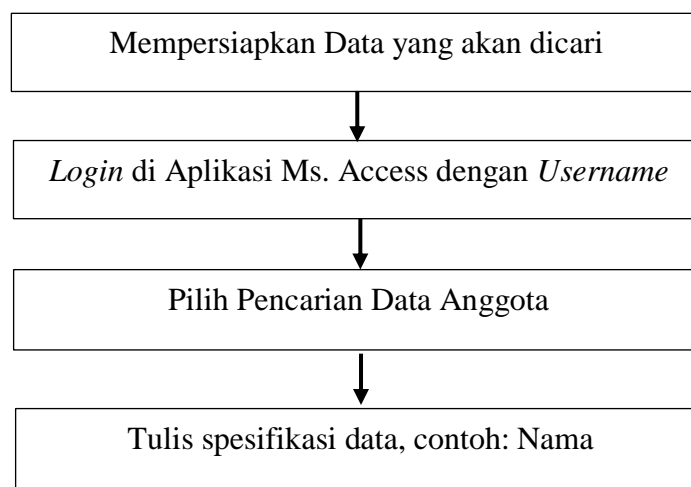 Mempersiapkan Data yang akan dicari
Login di Aplikasi Ms. Access dengan Username
Pilih Pencarian Data Anggota
Tulis spesifikasi data, contoh: Nama